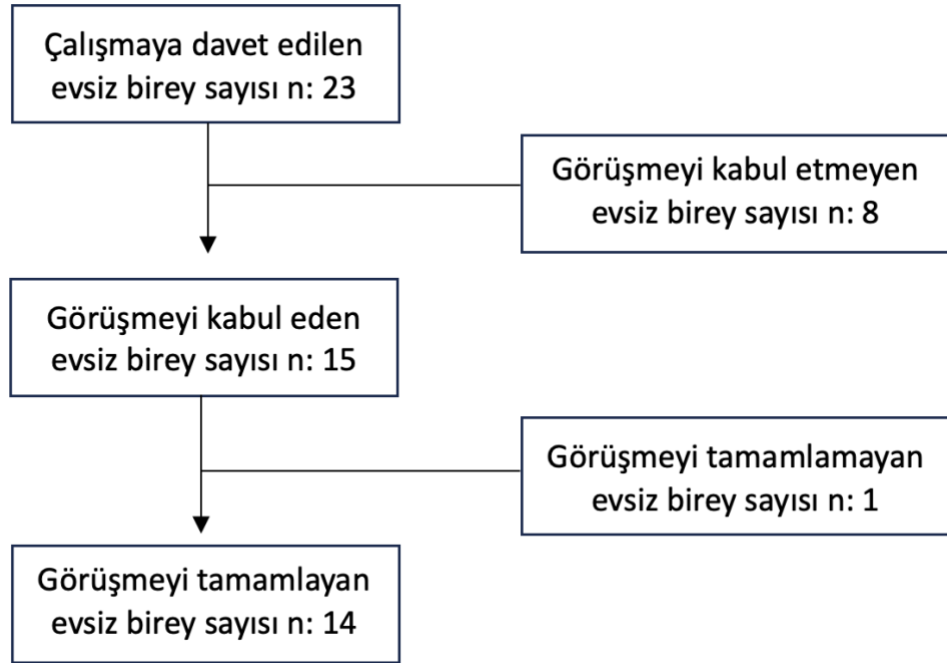 Çalışmaya davet edilen
evsiz birey sayısı n: 23
Görüşmeyi kabul etmeyen
evsiz birey sayısı n: 8
Görüşmeyi kabul eden
evsiz birey sayısı n: 15
Görüşmeyi tamamlamayan
evsiz birey sayısı n: 1
Görüşmeyi tamamlayan
evsiz birey sayısı n: 14